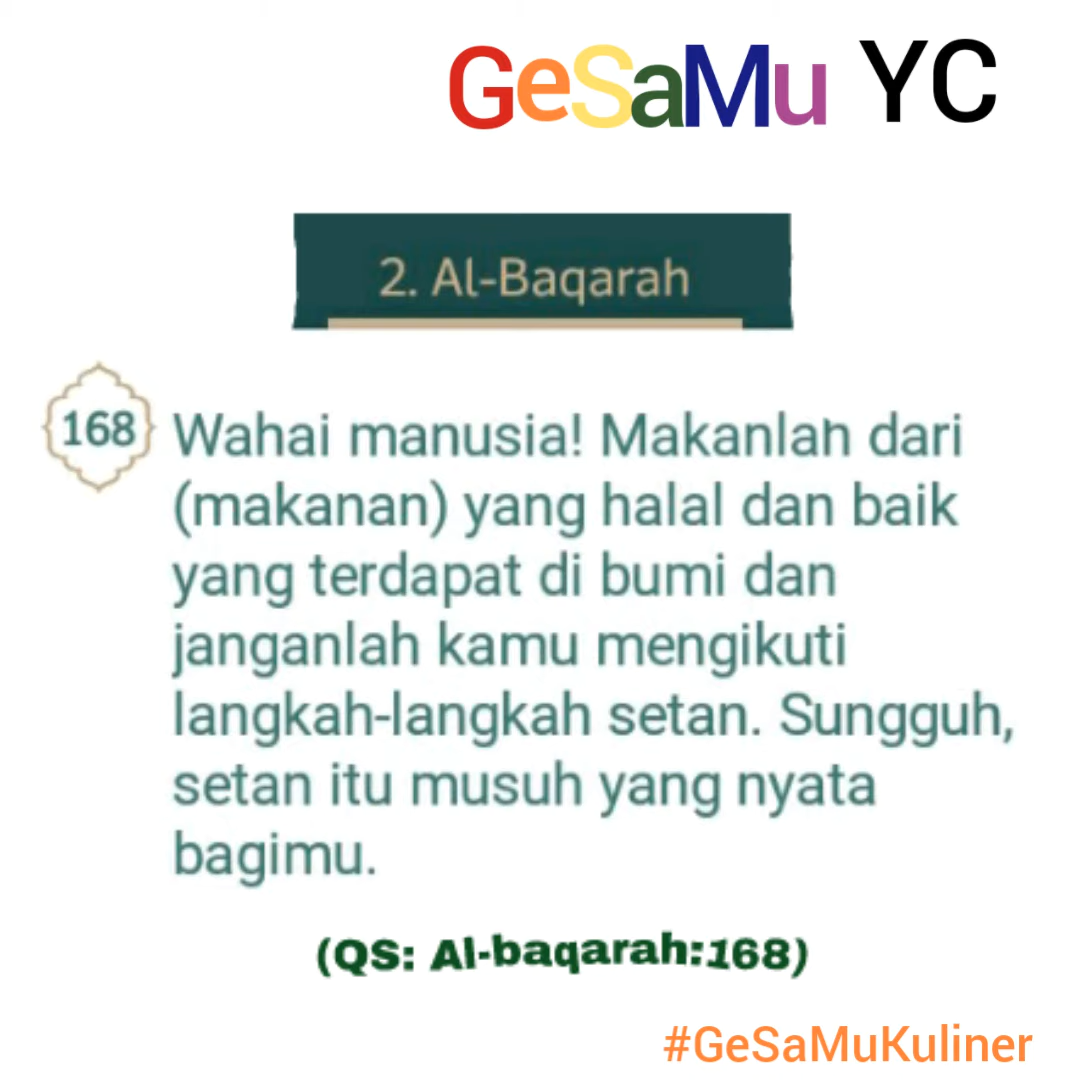 GeSaMu YC
2. Al-Baqarah
168 Wahai manusia! Makanlah dari
(makanan) yang halal dan baik
yang terdapat di bumi dan
janganlah kamu mengikuti
langkah-langkah setan. Sungguh,
setan itu musuh yang nyata
bagimu.
(QS: Al-baqarah:168)
#GeSaMuKuliner